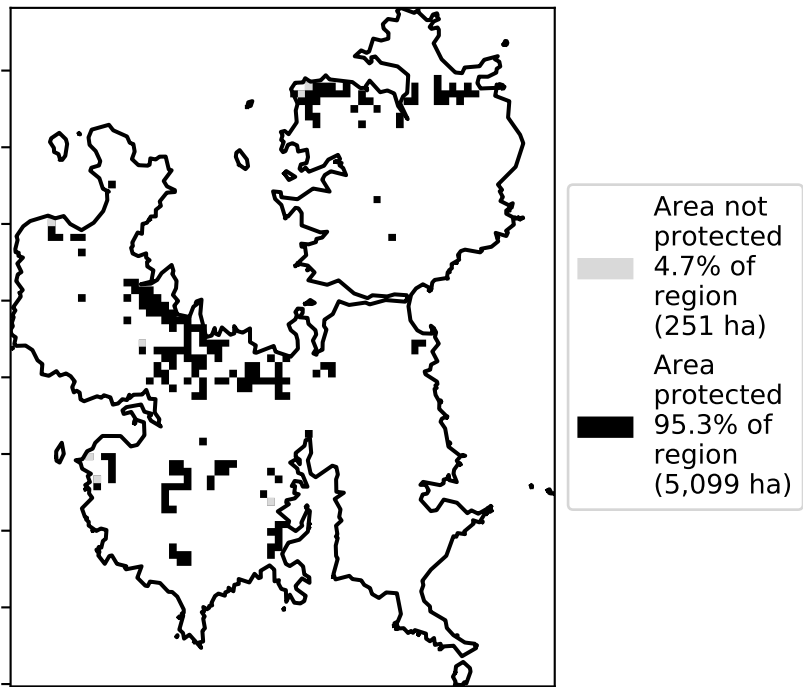 Area not
protected
4.7% of
region
(251 ha)
Area
protected
95.3% of
region
(5,099 ha)